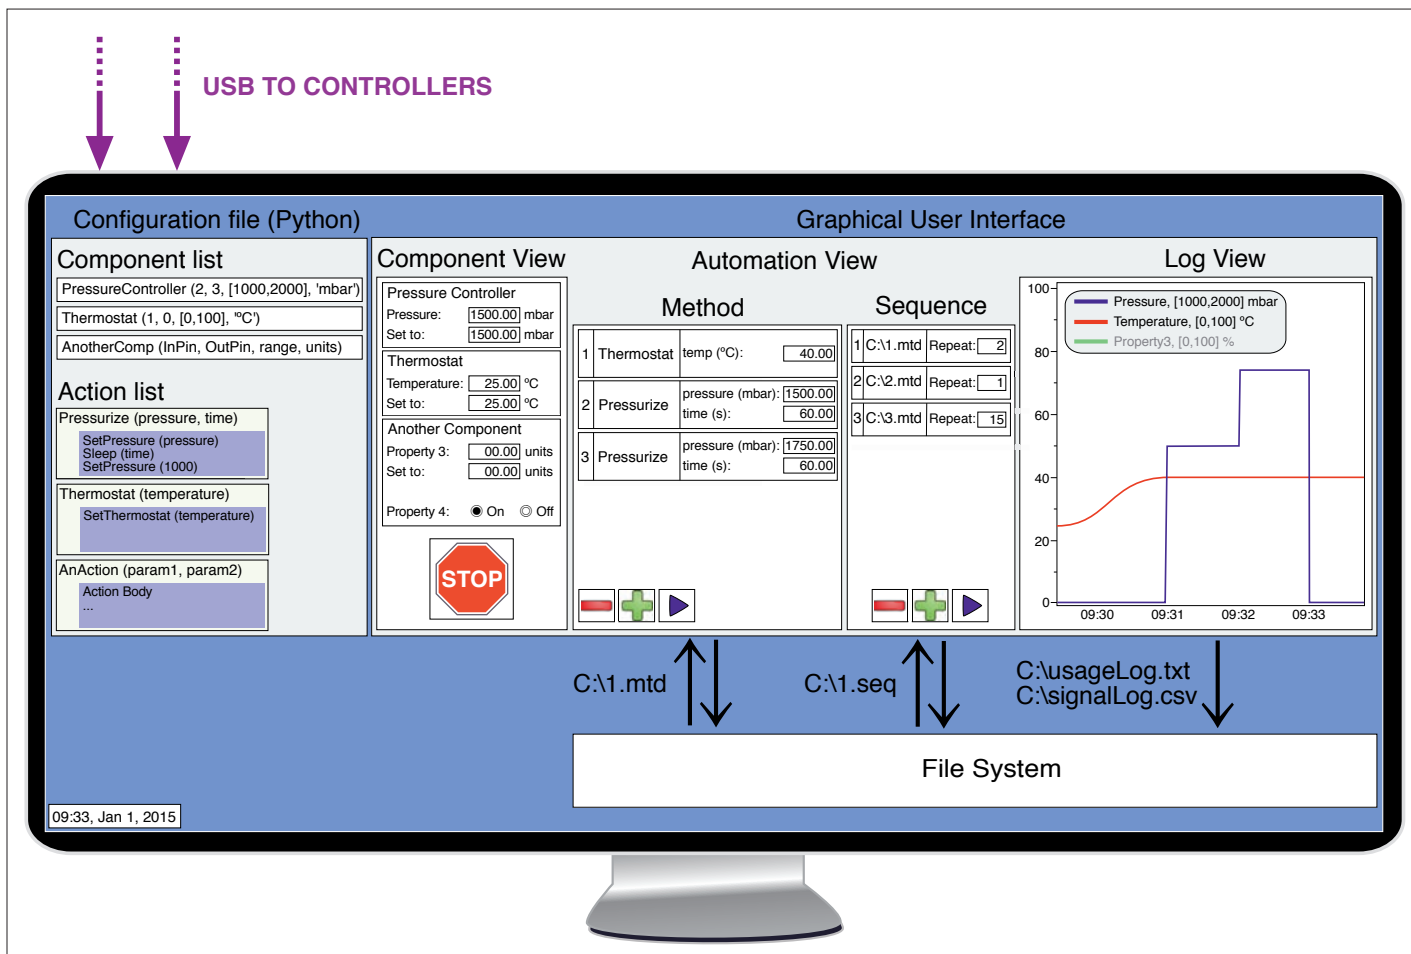 USB TO CONTROLLERS
Configuration file (Python)
Graphical User Interface
Component list
PressureController (2, 3, [1000,2000], 'mbar')
Thermostat (1, 0, [0,100], 'ºC')
AnotherComp (InPin, OutPin, range, units)
Action list
Pressurize (pressure, time)
SetPressure (pressure)
Sleep (time)
SetPressure (1000)
Thermostat (temperature)
SetThermostat (temperature)
AnAction (param1, param2)
Action Body
...
Component View
Pressure Controller
Pressure: 1500.00 mbar
Set to: 1500.00 mbar
Thermostat
Temperature: 25.00 ºC
Set to: 25.00 ºC
Another Component
Property 3: 00.00 units
Set to: 00.00 units
Property 4: On Off
STOP
Automation View
Method
1 Thermostat temp (ºC): 40.00
2 Pressurize pressure (mbar): 1500.00
time (s): 60.00
3 Pressurize pressure (mbar): 1750.00
time (s): 60.00
Sequence
1 C:\1.mtd Repeat: 2
2 C:\2.mtd Repeat: 1
3 C:\3.mtd Repeat: 15
Log View
Pressure, [1000,2000] mbar
Temperature, [0,100] ºC
Property3, [0,100] %
100
80
60
40
20
0
09:30 09:31 09:32 09:33
C:\1.mtd
C:\1.seq
C:\usageLog.txt
C:\signalLog.csv
File System
09:33, Jan 1, 2015